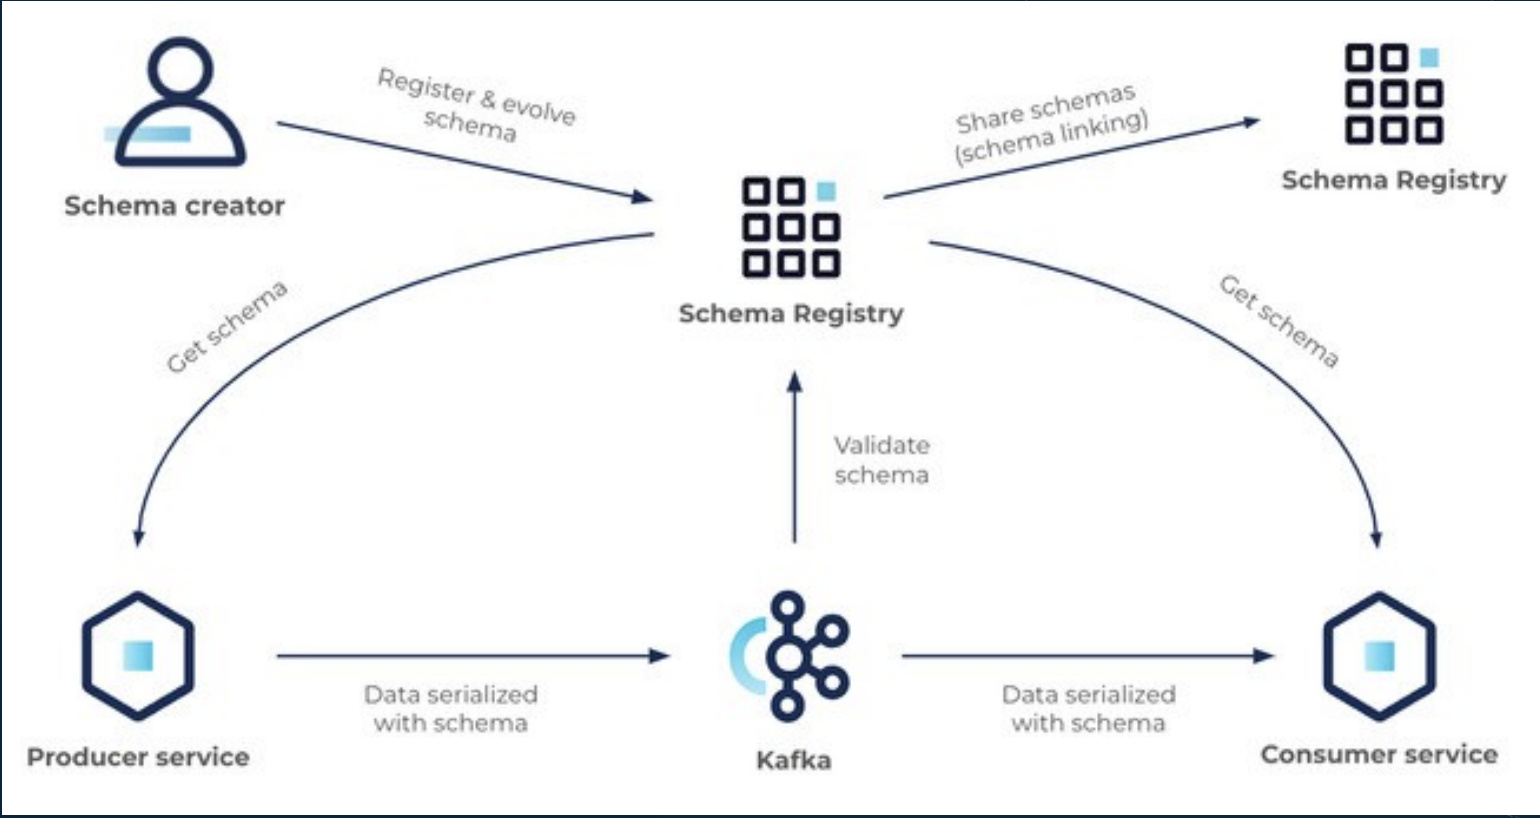 Register & evolve
schema
Share schemas
(schema linking)
Schema creator
Schema Registry
Schema Registry
Get schema
Get schema
Validate
schema
Data serialized
with schema
Data serialized
with schema
Producer service
Kafka
Consumer service